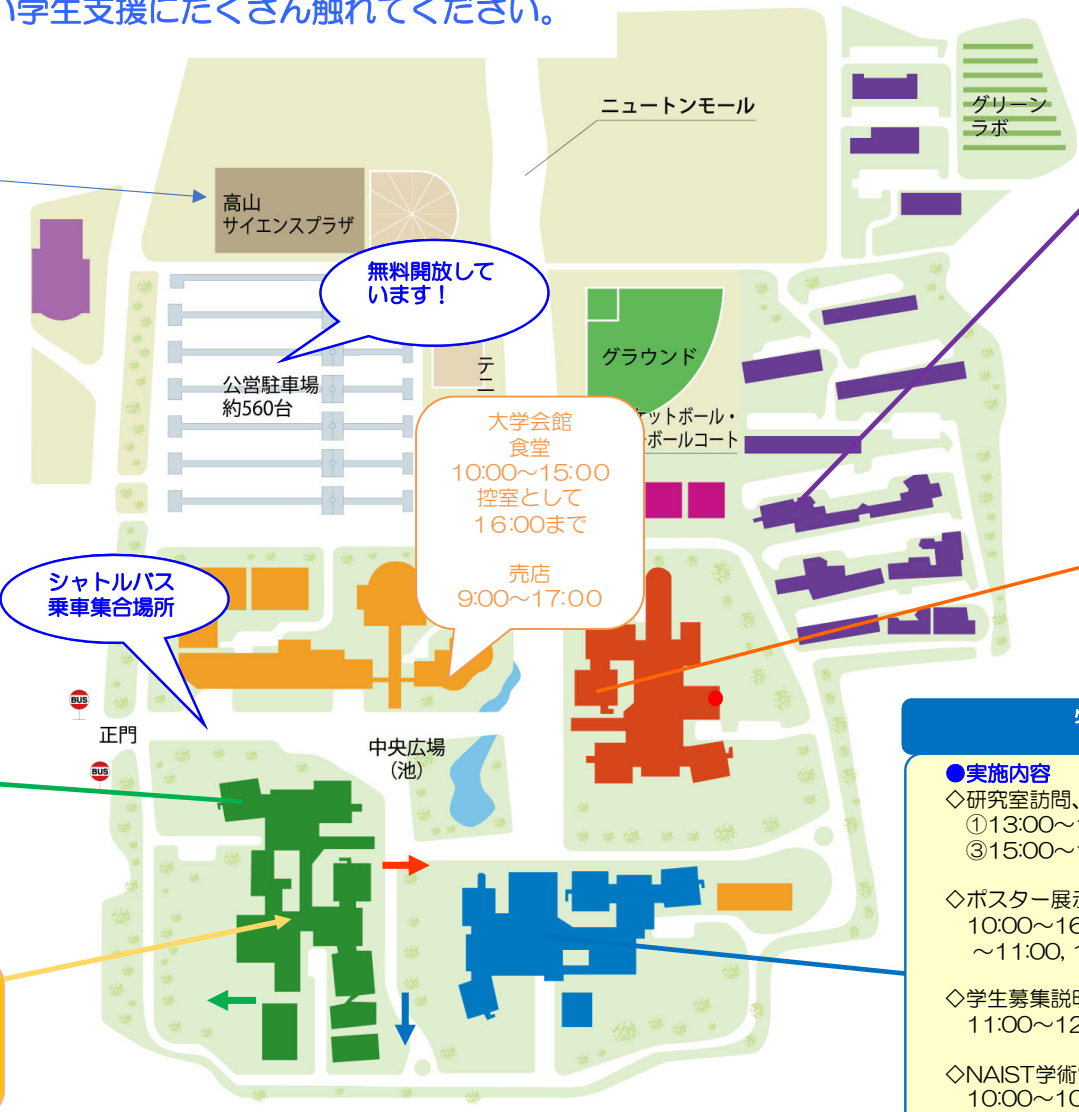 い学生支援にたくさん触れてください。
ニュートンモール
グリーン
ラボ
高山
サイエンスプラザ
無料開放して
います！
公営駐車場
約560台
テニ
グラウンド
ケットボール・
ボールコート
大学会館
食堂
10:00～15:00
控室として
16:00まで
売店
9:00～17:00
シャトルバス
乗車集合場所
BUS
正門
BUS
中央広場
（池）
●実施内容
◇研究室訪問、
①13:00～
③15:00～
◇ポスター展示
10:00～16
～11:00,
◇学生募集説明
11:00～12
◇NAIST学術
10:00～10